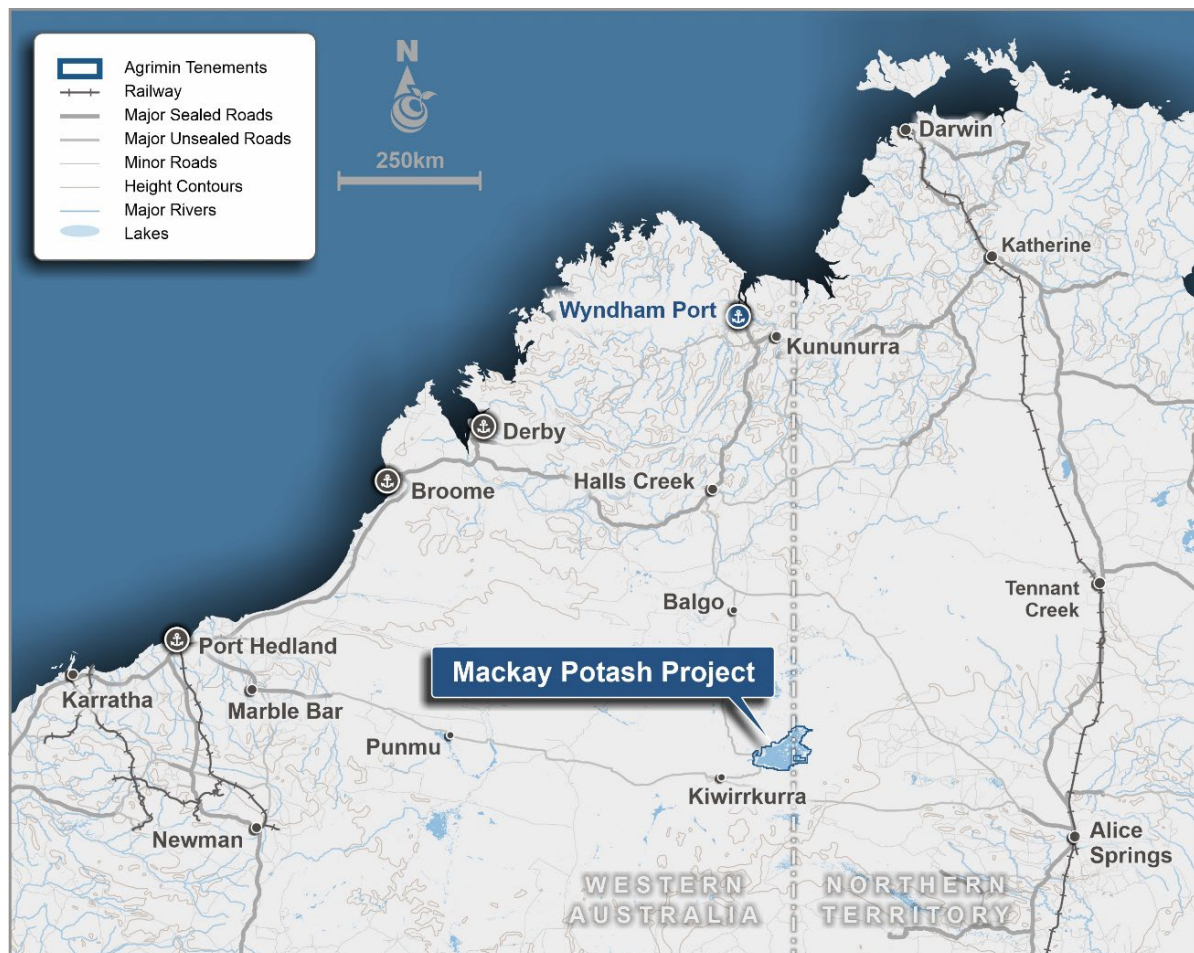 Agrimin Tenements
Railway
Major Sealed Roads
Major Unsealed Roads
Minor Roads
Height Contours
Major Rivers
Lakes
N
250km
Darwin
Katherine
Wyndham Port
Kununurra
Derby
Broome
Halls Creek
Tennant
Creek
Balgo
Port Hedland
Mackay Potash Project
Karratha
Marble Bar
Punmu
Kiwirrkurra
Newman
Alice
Springs
WESTERN
AUSTRALIA
NORTHERN
TERRITORY